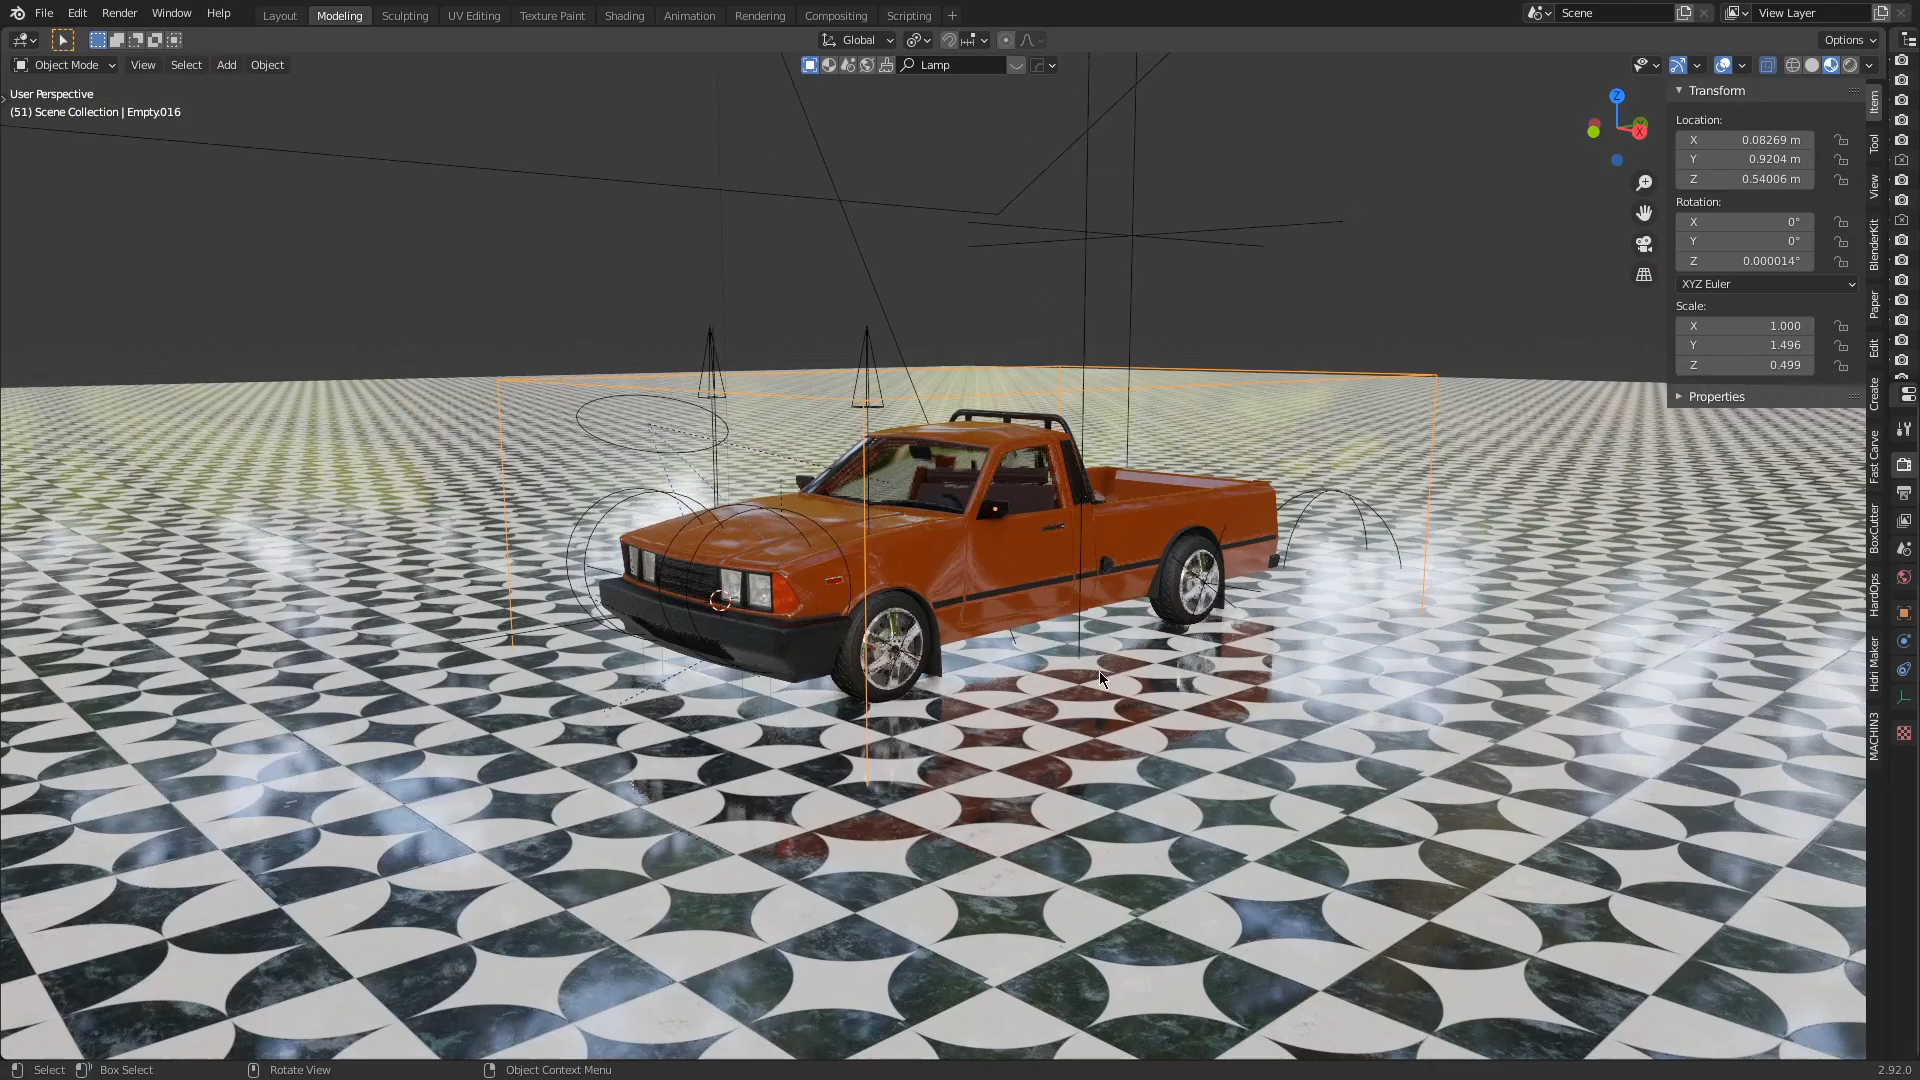 File Edit Render Window Help Layout Modeling Sculpting UV Editing Texture Paint Shading Animation Rendering Compositing Scripting + Scene View Layer
Global Options
Object Mode View Select Add Object Lamp
User Perspective
(51) Scene Collection | Empty.016
Z
Y
X
Transform
Location:
X 0.08269 m
Y 0.9204 m
Z 0.54006 m
Rotation:
X 0°
Y 0°
Z 0.000014°
XYZ Euler
Scale:
X 1.000
Y 1.496
Z 0.499
Properties
Item
Tool
View
BlenderKit
Paper
Edit
Create
Fast Carve
BoxCutter
HardOps
Hdri Maker
MACHIN3
Select Box Select Rotate View Object Context Menu 2.92.0